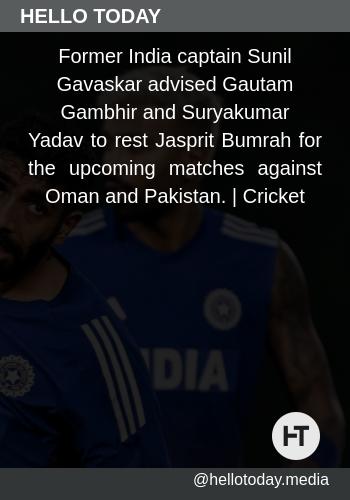 HELLO TODAY
Former India captain Sunil
Gavaskar advised Gautam
Gambhir and Suryakumar
Yadav to rest Jasprit Bumrah for
the upcoming matches against
Oman and Pakistan. | Cricket
INDIA
HT
@hellotoday.media